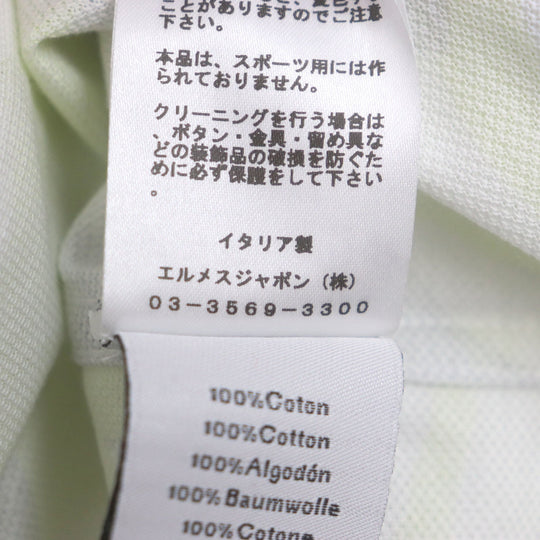 ことがありますのでご注意
下さい。
本品は、スポーツ用には作
られておりません。
クリーニングを行う場合は
、ボタン・金具・留め具な
どの装飾品の破損を防ぐた
めに必ず保護をして下さい
。
イタリア製
エルメスジャポン（株）
０３－３５６９－３３００
100%Coton
100%Cotton
100%Algodón
100%Baumwolle
100%Cotone